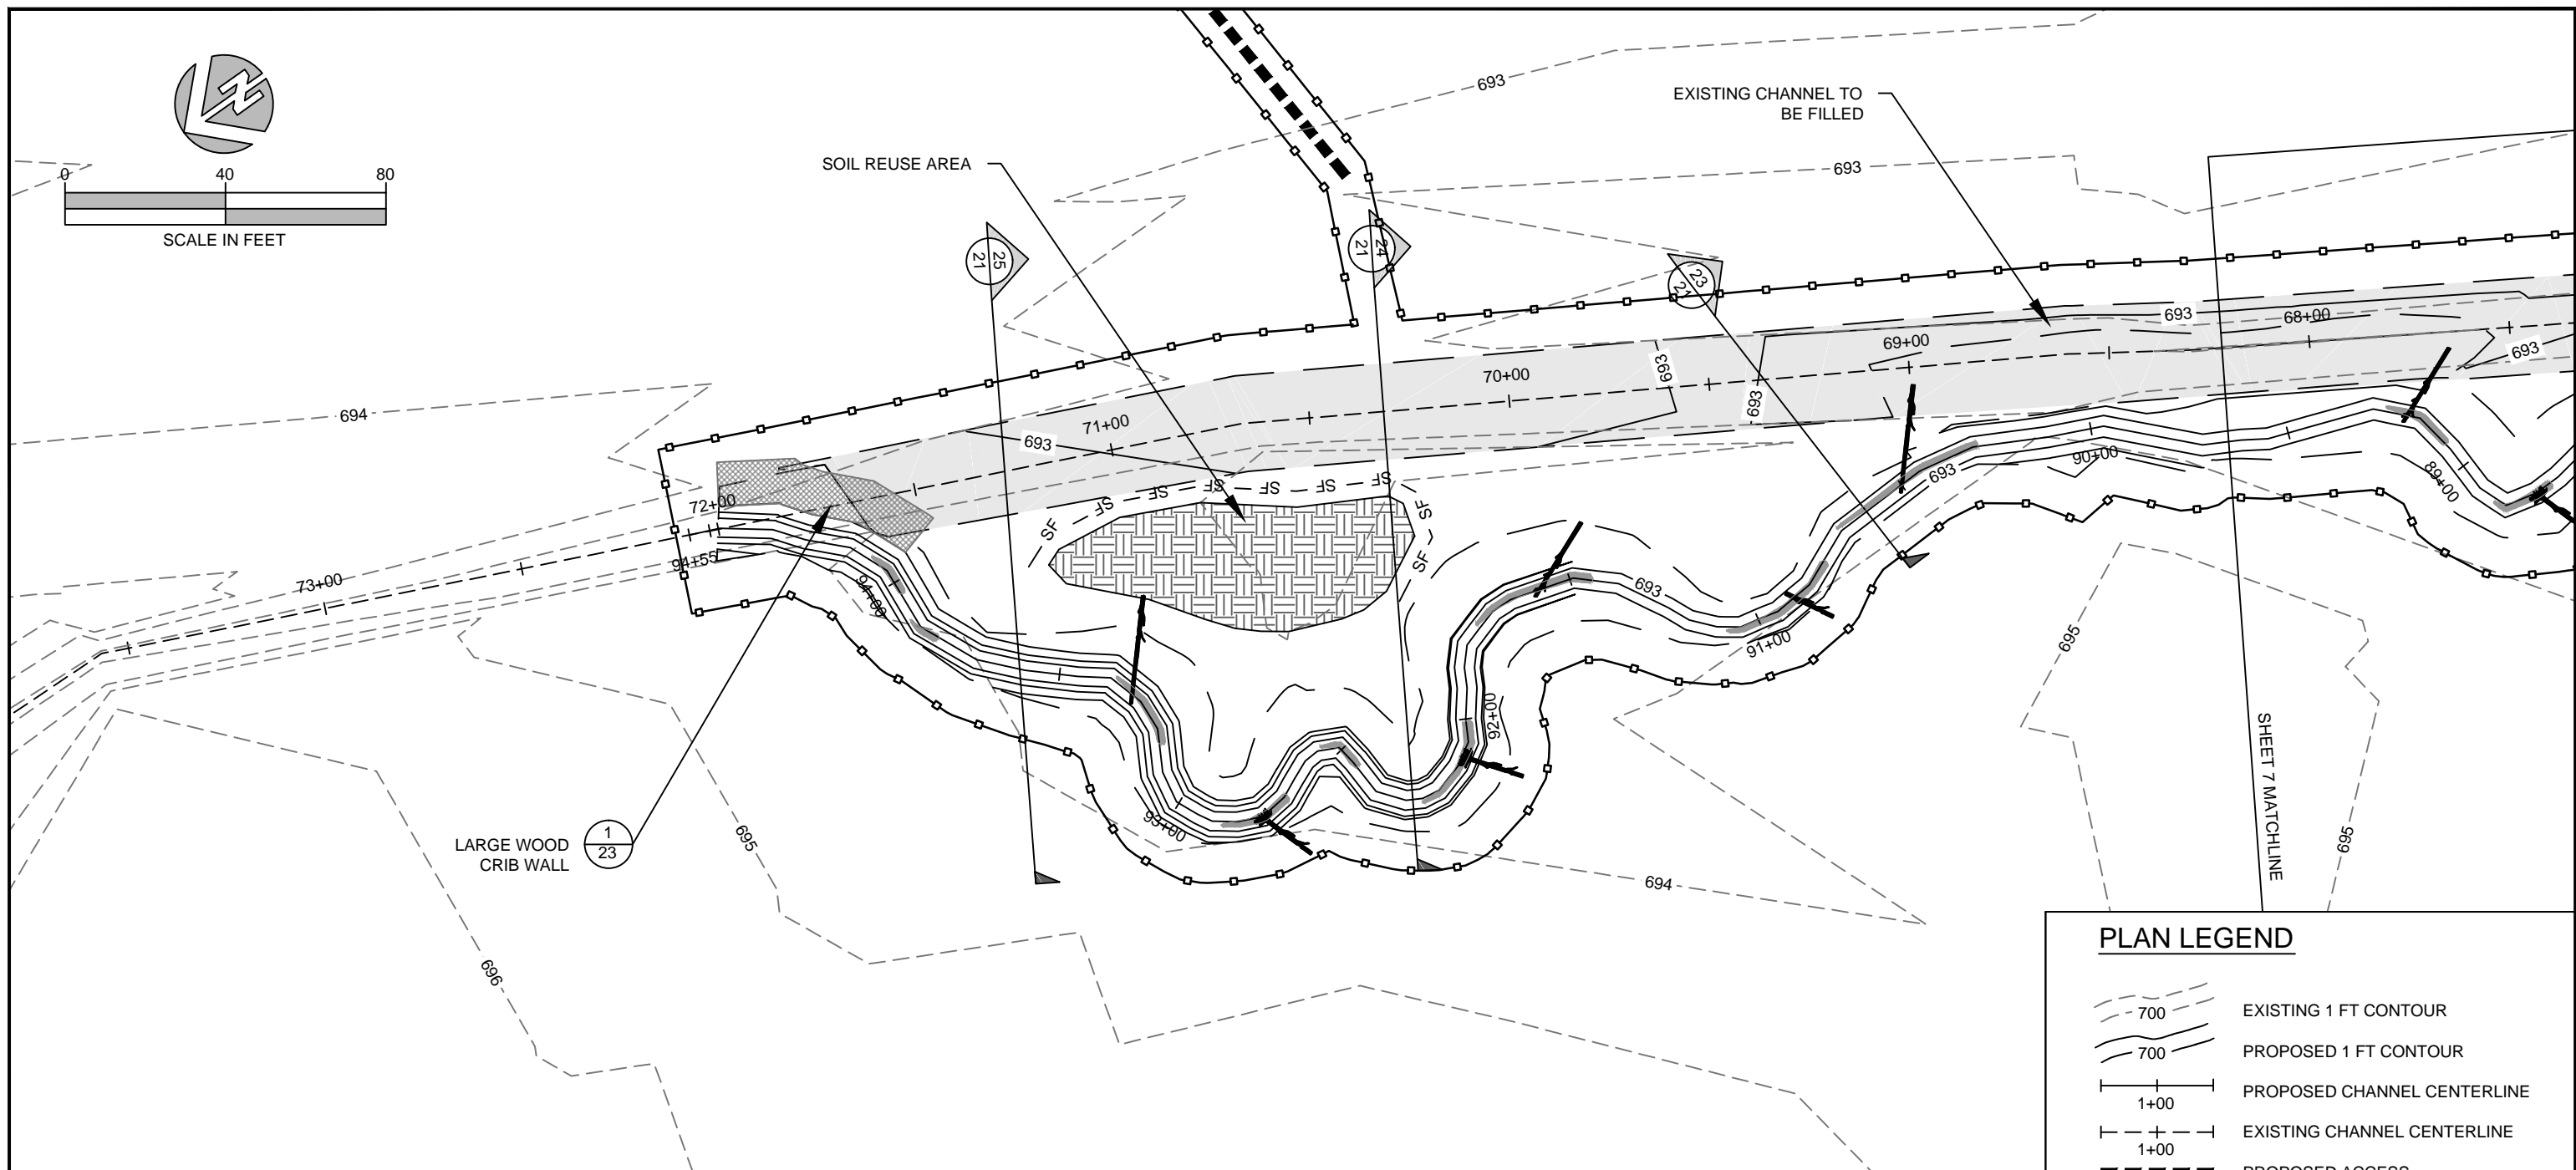 N
0 40 80
SCALE IN FEET
693
EXISTING CHANNEL TO
BE FILLED
SOIL REUSE AREA
693
25
21
24
21
23
21
693
68+00
69+00
693
693
70+00
693
694
71+00
693
72+00
73+00
94+55
94+00
SF SF SF SF SF SF SF SF SF
693
90+00
89+00
693
91+00
92+00
93+00
695
695
695
694
696
SHEET 7 MATCHLINE
LARGE WOOD
CRIB WALL
1
23
PLAN LEGEND
700 EXISTING 1 FT CONTOUR
700 PROPOSED 1 FT CONTOUR
PROPOSED CHANNEL CENTERLINE
1+00
EXISTING CHANNEL CENTERLINE
1+00
PROPOSED ACCESS